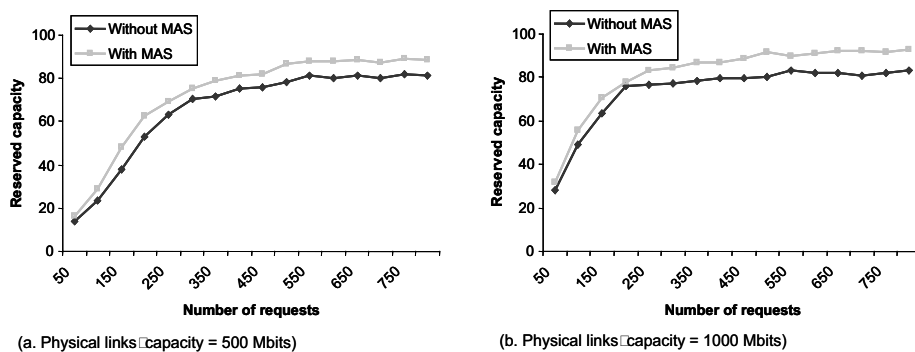 Without MAS
With MAS
100
80
60
40
20
0
Reserved capacity
50
150
250
350
450
550
650
750
Number of requests
(a. Physical links□capacity = 500 Mbits)
Without MAS
With MAS
100
80
60
40
20
0
Reserved capacity
50
150
250
350
450
550
650
750
Number of requests
(b. Physical links□capacity = 1000 Mbits)